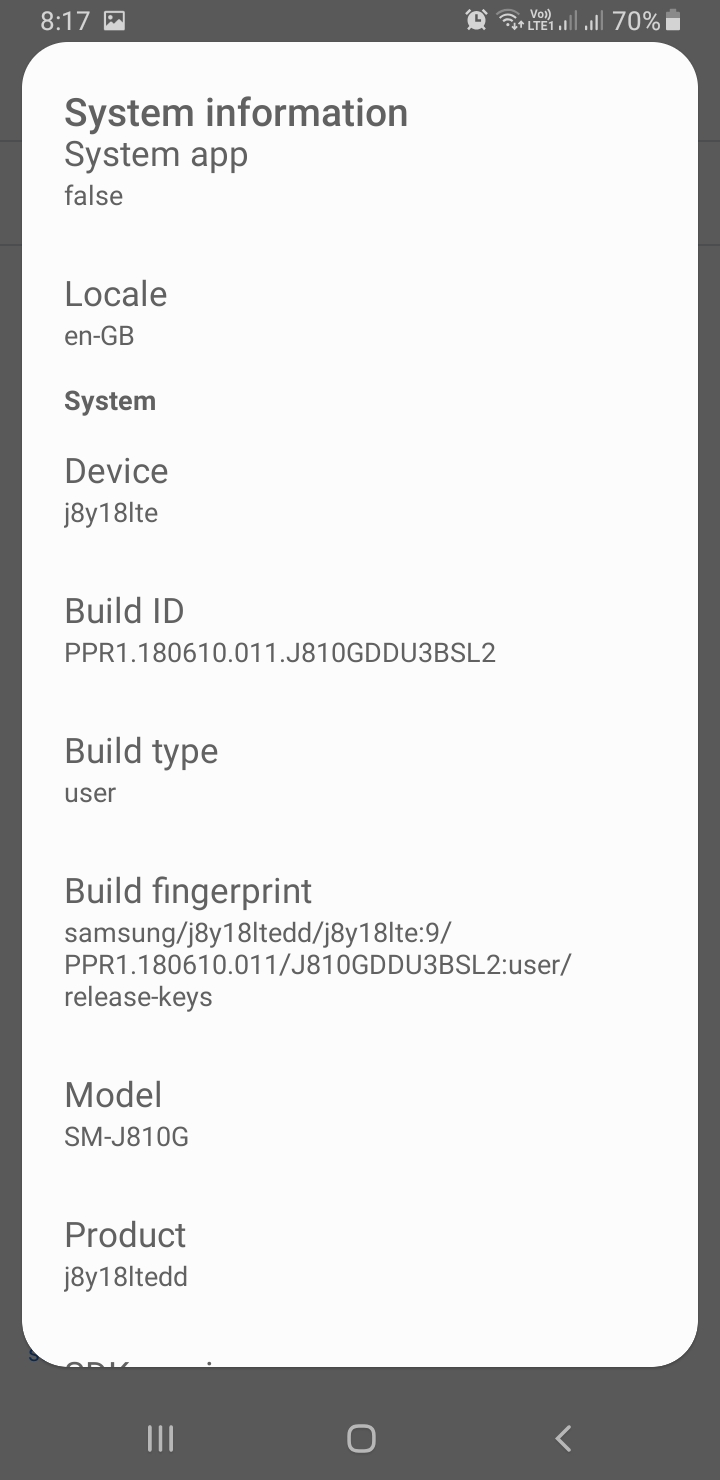 8:17
Vo))
LTE1
70%
System information
System app
false
Locale
en-GB
System
Device
j8y18lte
Build ID
PPR1.180610.011.J810GDDU3BSL2
Build type
user
Build fingerprint
samsung/j8y18ltedd/j8y18lte:9/
PPR1.180610.011/J810GDDU3BSL2:user/
release-keys
Model
SM-J810G
Product
j8y18ltedd